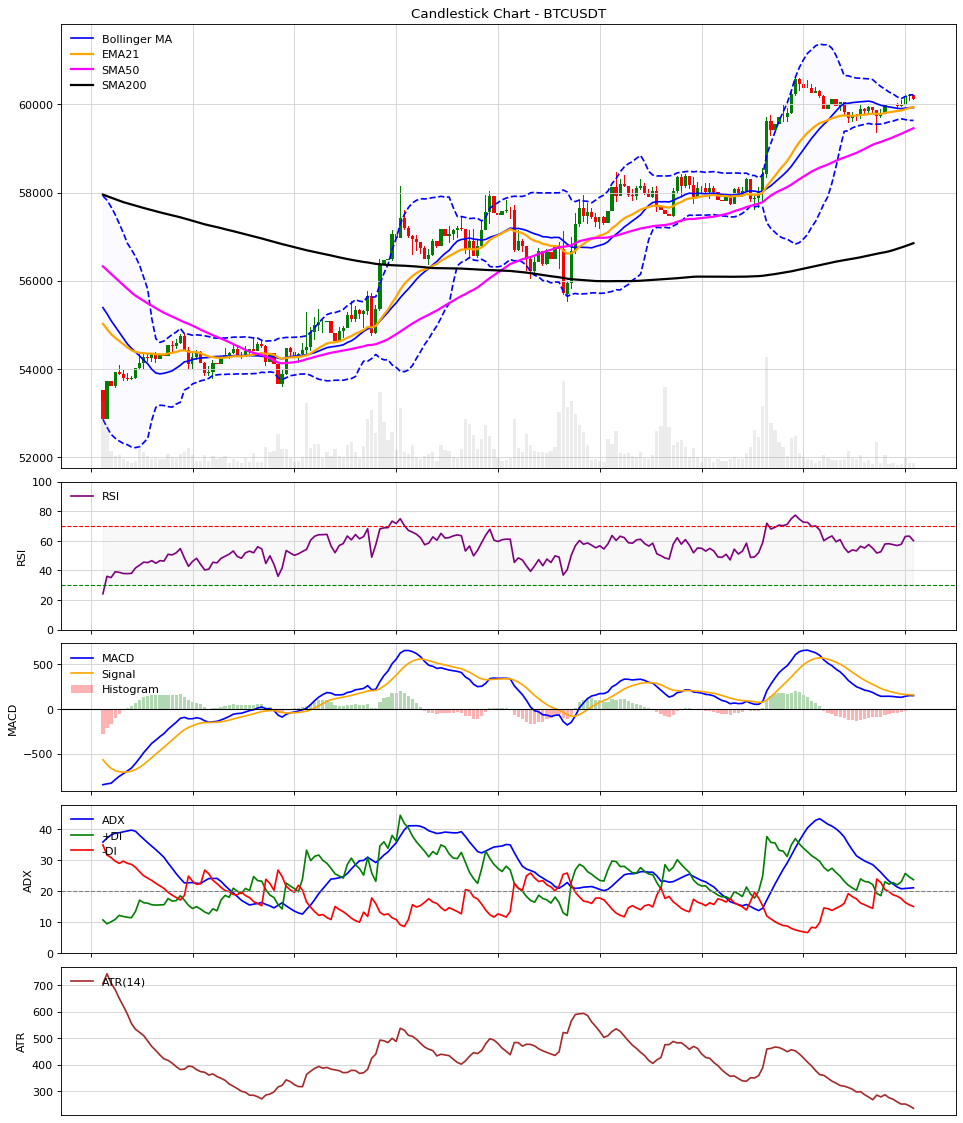 Candlestick Chart - BTCUSDT
Bollinger MA
EMA21
SMA50
SMA200
60000
58000
56000
54000
52000
RSI
100
80
60
40
20
0
RSI
MACD
Signal
Histogram
500
0
−500
MACD
ADX
+DI
-DI
40
30
20
10
0
ADX
ATR(14)
700
600
500
400
300
ATR